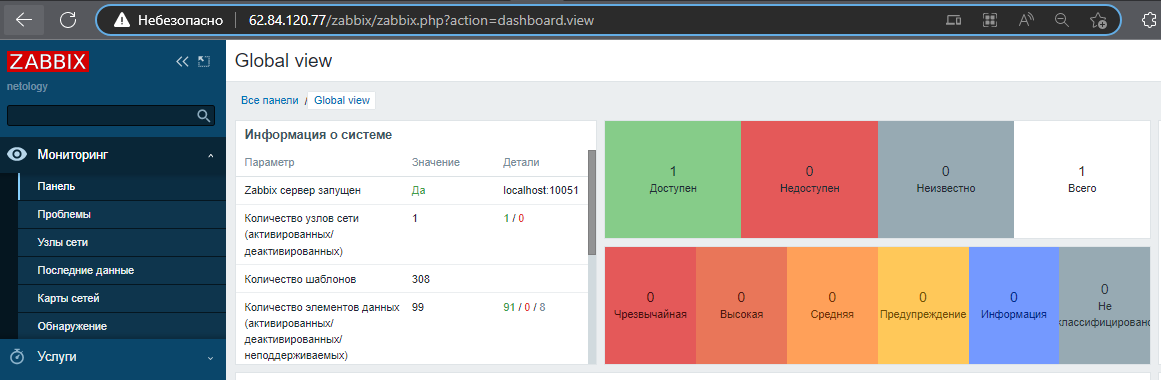 Небезопасно 62.84.120.77/zabbix/zabbix.php?action=dashboard.view
ZABBIX
netology
Мониторинг
Панель
Проблемы
Узлы сети
Последние данные
Карты сетей
Обнаружение
Услуги
Global view
Все панели / Global view
Информация о системе
Параметр Значение Детали
Zabbix сервер запущен Да localhost:10051
Количество узлов сети 1 1 / 0
(активированных/
деактивированных)
Количество шаблонов 308
Количество элементов данных 99 91 / 0 / 8
(активированных/
деактивированных/
неподдерживаемых)
1 0 0 1
Доступен Недоступен Неизвестно Всего
0 0 0 0 0 0
Чрезвычайная Высокая Средняя Предупреждение Информация Не
классифицировано